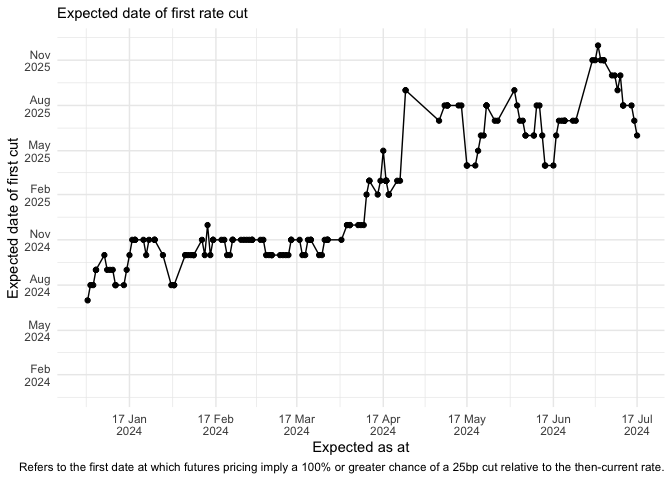 Expected date of first rate cut
Expected date of first cut
Nov
2025
Aug
2025
May
2025
Feb
2025
Nov
2024
Aug
2024
May
2024
Feb
2024
17 Jan
2024
17 Feb
2024
17 Mar
2024
17 Apr
2024
17 May
2024
17 Jun
2024
17 Jul
2024
Expected as at
Refers to the first date at which futures pricing imply a 100% or greater chance of a 25bp cut relative to the then-current rate.